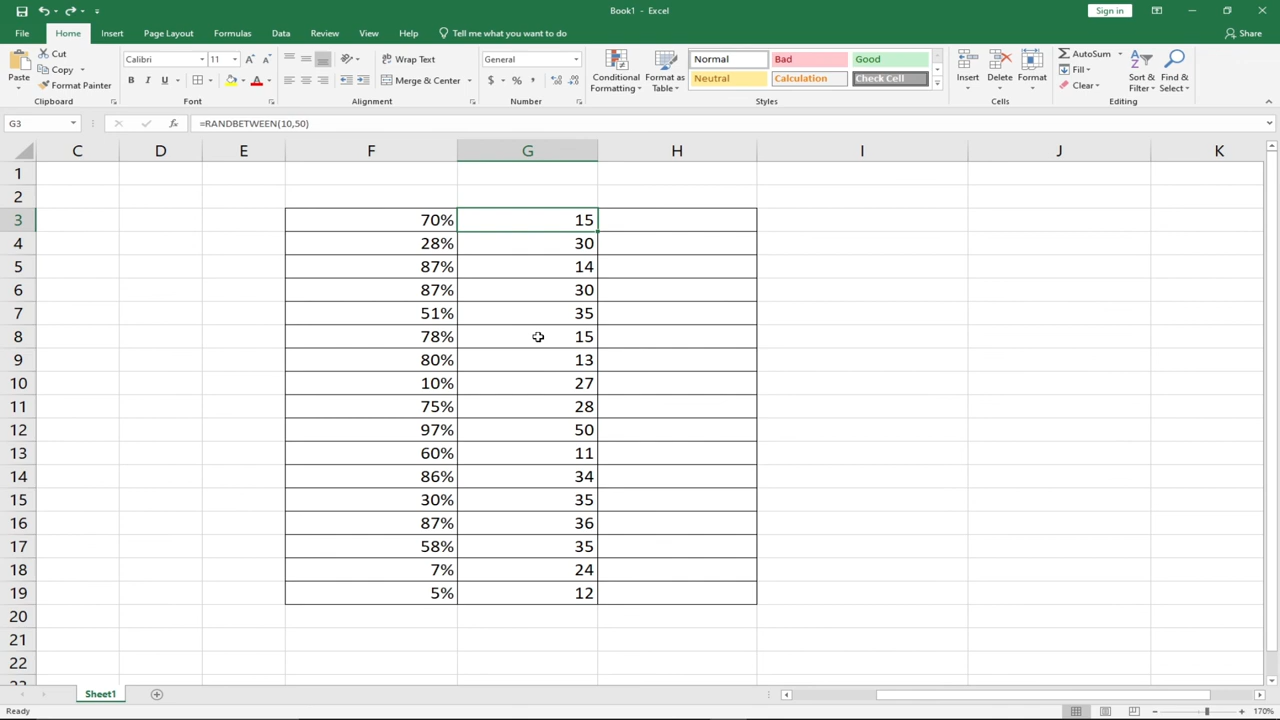 Book1 - Excel
Sign in
File Home Insert Page Layout Formulas Data Review View Help Tell me what you want to do Share
Paste
Cut
Copy
Format Painter
Clipboard
Calibri 11
B I U
A A
Font
Wrap Text
Merge & Center
Alignment
General
$ % ,
Number
Conditional Formatting
Format as Table
Normal Bad Good
Neutral Calculation Check Cell
Styles
Insert Delete Format
Cells
AutoSum
Fill
Clear
Sort & Filter
Find & Select
Editing
G3 fx =RANDBETWEEN(10,50)
C D E F G H I J K
1
2
3 70% 15
4 28% 30
5 87% 14
6 87% 30
7 51% 35
8 78% 15
9 80% 13
10 10% 27
11 75% 28
12 97% 50
13 60% 11
14 86% 34
15 30% 35
16 87% 36
17 58% 35
18 7% 24
19 5% 12
20
21
22
Sheet1
Ready 170%